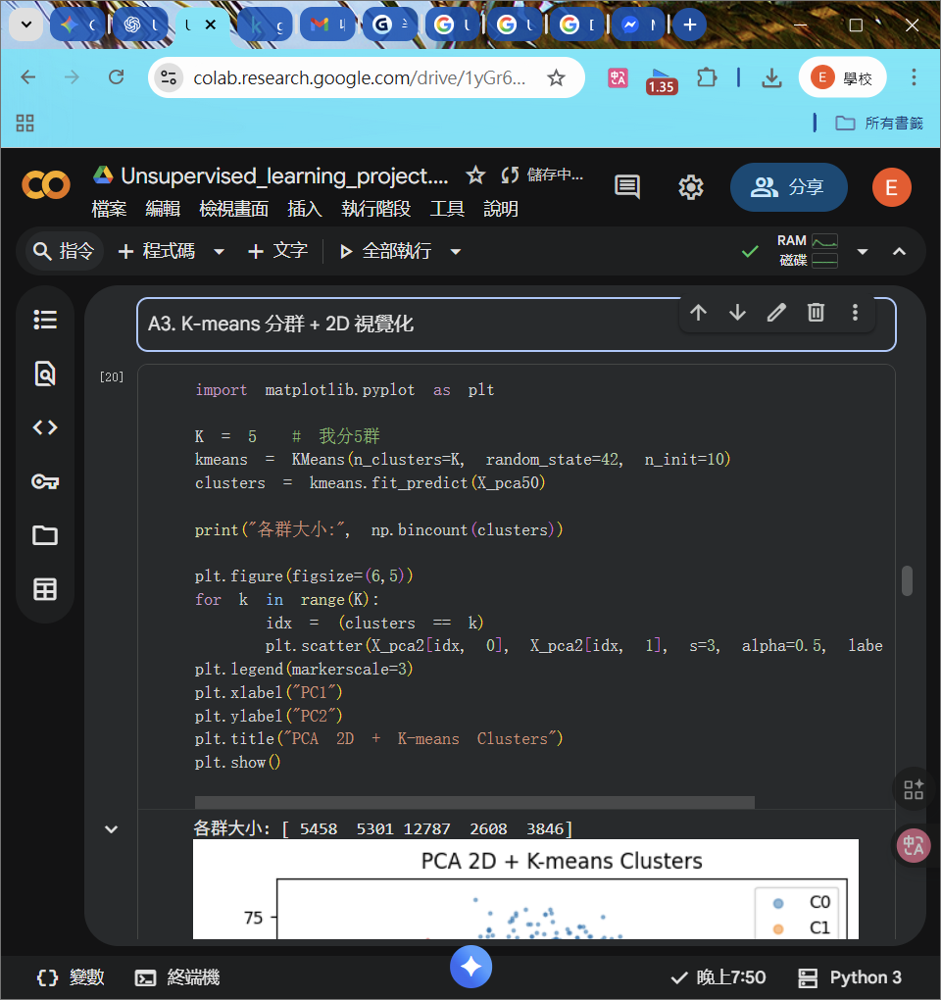 colab.research.google.com/drive/1yGr6...
1.35
E 學校
所有書籤
CO
Unsupervised_learning_project....
儲存中...
分享
E
檔案 編輯 檢視畫面 插入 執行階段 工具 說明
指令 + 程式碼 + 文字 全部執行
RAM
磁碟
A3. K-means 分群 + 2D 視覺化
[20]
import matplotlib.pyplot as plt
K = 5 # 我分5群
kmeans = KMeans(n_clusters=K, random_state=42, n_init=10)
clusters = kmeans.fit_predict(X_pca50)
print("各群大小:", np.bincount(clusters))
plt.figure(figsize=(6,5))
for k in range(K):
idx = (clusters == k)
plt.scatter(X_pca2[idx, 0], X_pca2[idx, 1], s=3, alpha=0.5, labe
plt.legend(markerscale=3)
plt.xlabel("PC1")
plt.ylabel("PC2")
plt.title("PCA 2D + K-means Clusters")
plt.show()
各群大小: [ 5458 5301 12787 2608 3846]
PCA 2D + K-means Clusters
C0
75
C1
{} 變數 終端機 晚上7:50 Python 3